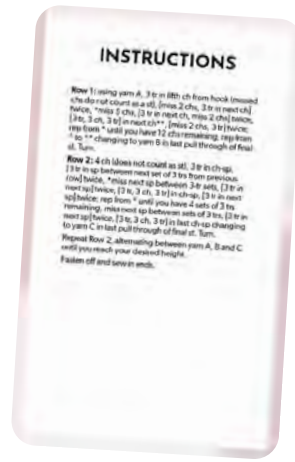 INSTRUCTIONS
Row 1: using yarn A, 3 tr in fifth ch from hook (missed
chs do not count as a st), [miss 2 chs, 3 tr in next ch]
twice, *miss 5 chs, [3 tr in next ch, miss 2 chs] twice,
[3 tr, 3 ch, 3 tr] in next ch**, [miss 2 chs, 3 tr] twice;
rep from * until you have 12 chs remaining, rep from
* to ** changing to yarn B in last pull through of final
st. Turn.
Row 2: 4 ch (does not count as st), 3 tr in ch-sp,
[3 tr in sp between next set of 3 trs from previous
row] twice, *miss next sp between 3-tr sets, [3 tr in
next sp] twice, [3 tr, 3 ch, 3 tr] in ch-sp, [3 tr in next
sp] twice; rep from * until you have 4 sets of 3 trs
remaining, miss next sp between sets of 3 trs, [3 tr in
next sp] twice, [3 tr, 3 ch, 3 tr] in last ch-sp changing
to yarn C in last pull through of final st. Turn.
Repeat Row 2, alternating between yarn A, B and C
until you reach your desired height.
Fasten off and sew in ends.